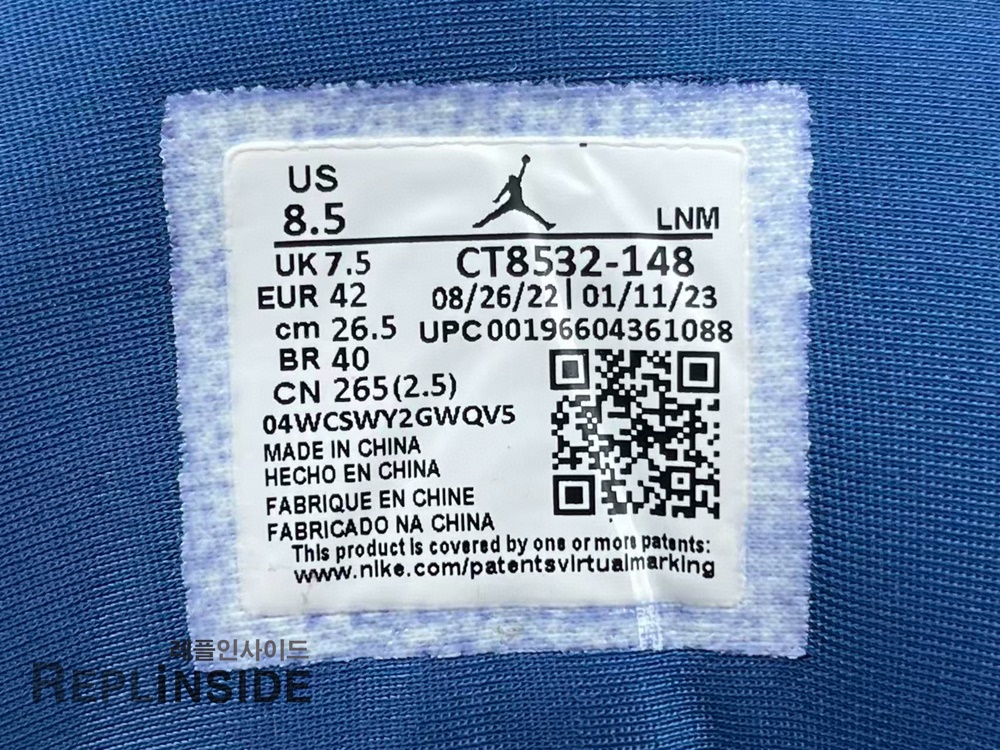 US
8.5
LNM
UK 7.5
CT8532-148
EUR 42
08/26/22 | 01/11/23
cm 26.5
UPC 00196604361088
BR 40
CN 265(2.5)
04WCSWY2GWQV5
MADE IN CHINA
HECHO EN CHINA
FABRIQUE EN CHINE
FABRICADO NA CHINA
This product is covered by one or more patents:
www.nike.com/patentsvirtualmarking
레플인사이드
REPLINSIDE